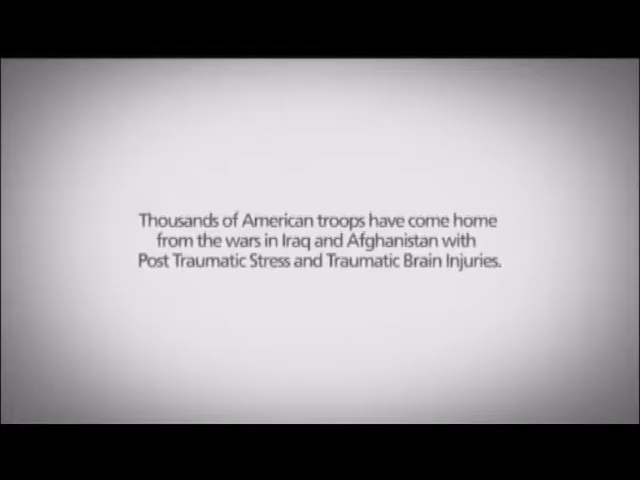 Thousands of American troops have come home
from the wars in Iraq and Afghanistan with
Post Traumatic Stress and Traumatic Brain Injuries.